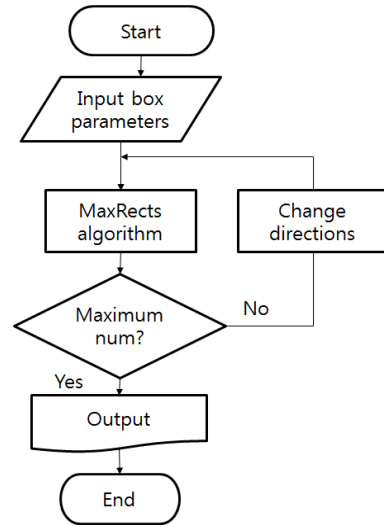 Start
Input box
parameters
MaxRects
algorithm
Change
directions
Maximum
num?
No
Yes
Output
End